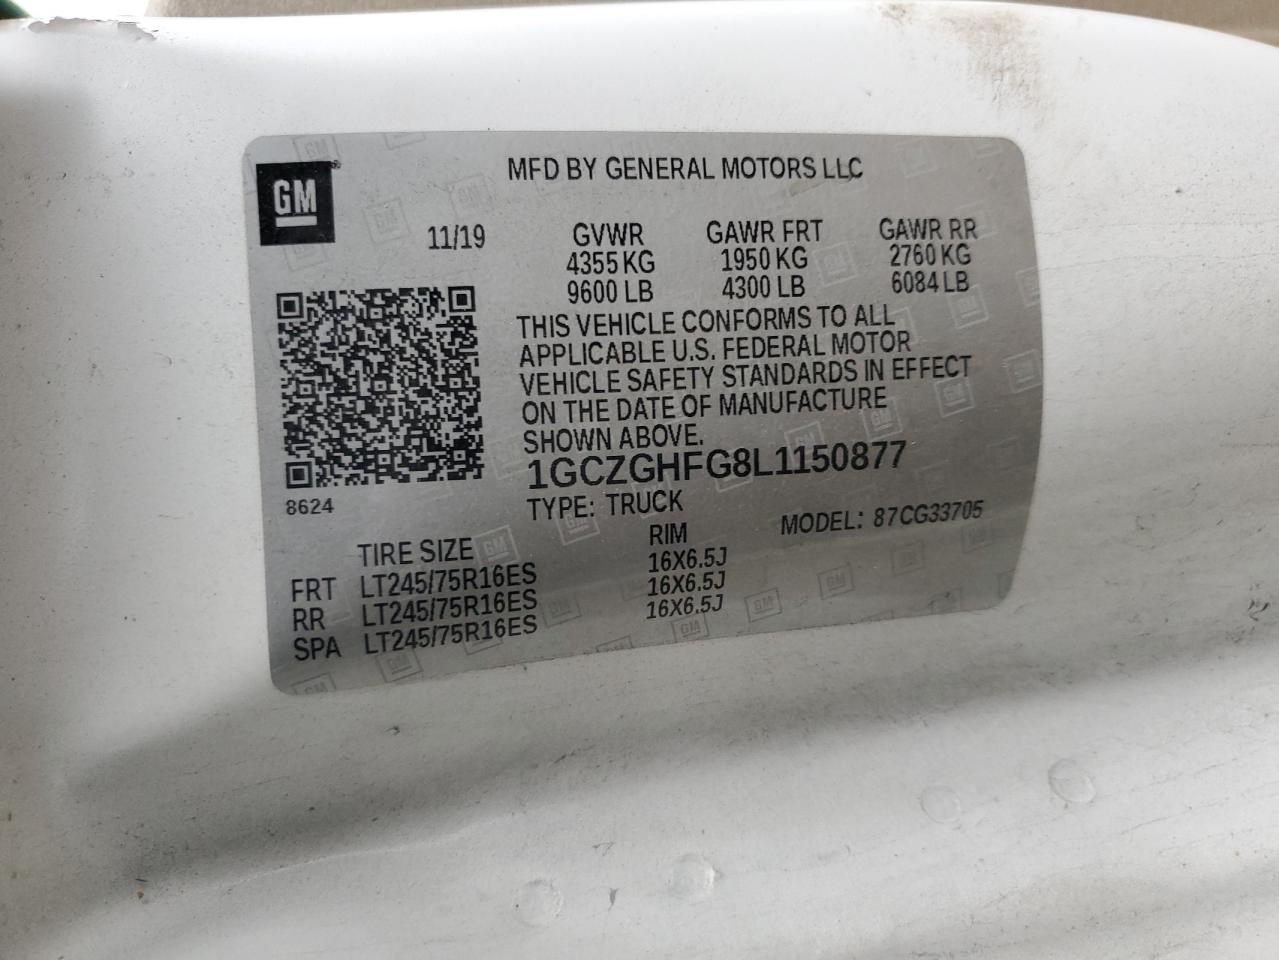 GM
MFD BY GENERAL MOTORS LLC
11/19 GVWR GAWR FRT GAWR RR
4355 KG 1950 KG 2760 KG
9600 LB 4300 LB 6084 LB
THIS VEHICLE CONFORMS TO ALL
APPLICABLE U.S. FEDERAL MOTOR
VEHICLE SAFETY STANDARDS IN EFFECT
ON THE DATE OF MANUFACTURE
SHOWN ABOVE.
1GCZGHFG8L1150877
8624
TYPE: TRUCK MODEL: 87CG33705
TIRE SIZE RIM
FRT LT245/75R16ES 16X6.5J
RR LT245/75R16ES 16X6.5J
SPA LT245/75R16ES 16X6.5J